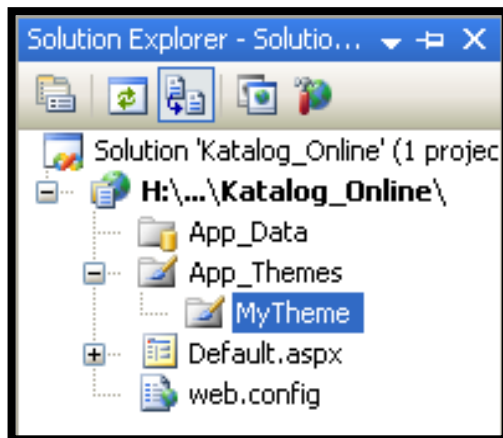 Solution Explorer - Solutio...
Solution 'Katalog_Online' (1 projec
H:\...\Katalog_Online\
App_Data
App_Themes
MyTheme
Default.aspx
web.config